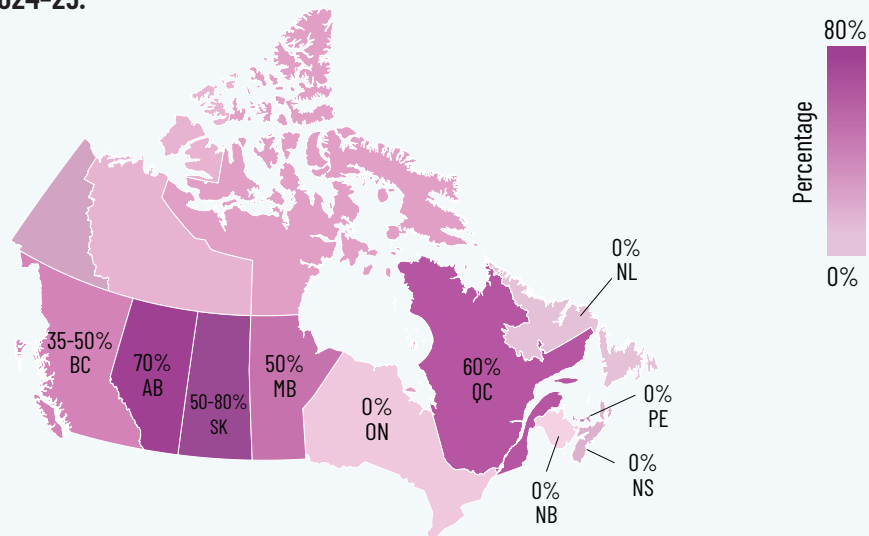 80%
Percentage
0%
0%
NL
35-50%
BC
70%
AB
50-80%
SK
50%
MB
0%
ON
60%
QC
0%
PE
0%
NS
0%
NB